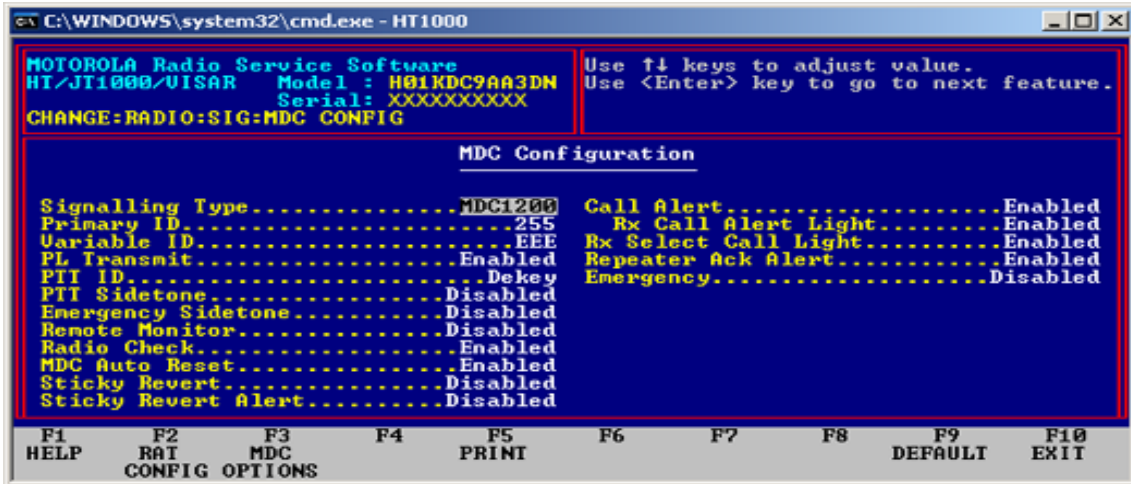 C:\WINDOWS\system32\cmd.exe - HT1000
MOTOROLA Radio Service Software
HT/JT1000/VISAR Model : H01KDC9AA3DN
Serial: XXXXXXXXXX
CHANGE:RADIO:SIG:MDC CONFIG
Use ↑↓ keys to adjust value.
Use <Enter> key to go to next feature.
MDC Configuration
Signalling Type................MDC1200
Primary ID.........................255
Variable ID........................EEE
PL Transmit....................Enabled
PTT ID...........................Dekey
PTT Sidetone..................Disabled
Emergency Sidetone............Disabled
Remote Monitor................Disabled
Radio Check....................Enabled
MDC Auto Reset.................Enabled
Sticky Revert.................Disabled
Sticky Revert Alert...........Disabled
Call Alert.......................Enabled
Rx Call Alert Light..........Enabled
Rx Select Call Light............Enabled
Repeater Ack Alert..............Enabled
Emergency......................Disabled
F1 F2 F3 F4 F5 F6 F7 F8 F9 F10
HELP RAT MDC PRINT DEFAULT EXIT
CONFIG OPTIONS